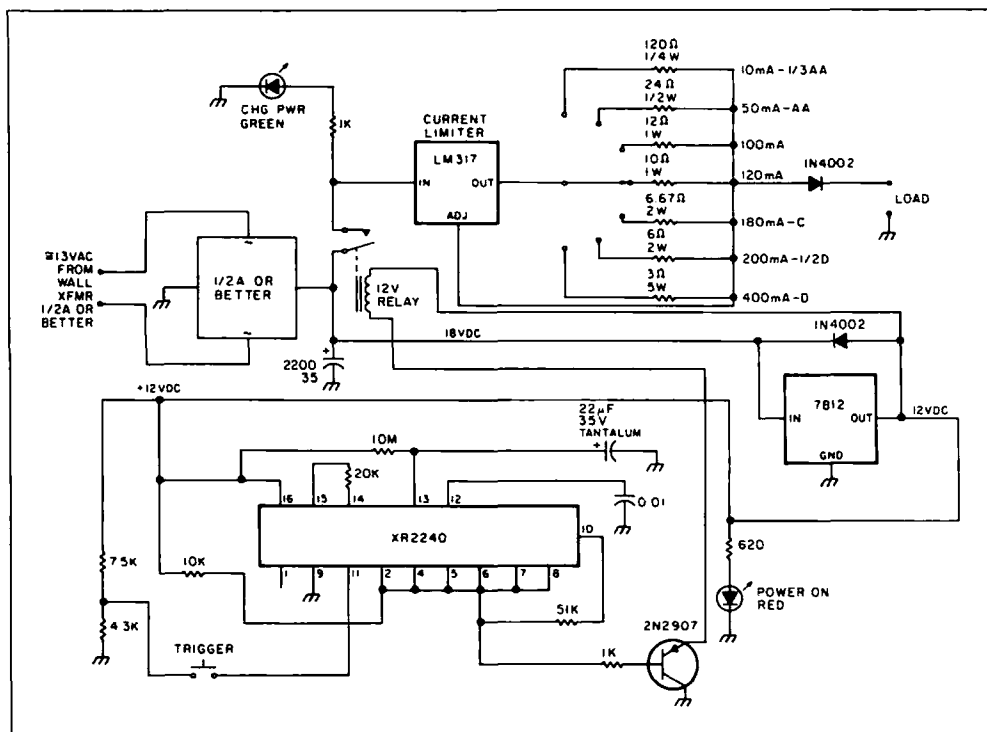 120Ω
1/4 W
10mA-1/3AA
24Ω
1/2W
50mA-AA
CHG PWR
GREEN
1K
CURRENT
LIMITER
LM317
IN
OUT
ADJ
12Ω
1W
100mA
10Ω
1W
120mA
1N4002
LOAD
6.67Ω
2W
180mA-C
6Ω
2W
200mA-1/2D
3Ω
5W
400mA-D
≅13VAC
FROM
WALL
XFMR
1/2A OR
BETTER
~
1/2A OR
BETTER
~
12V
RELAY
18VDC
1N4002
+
2200
35
7812
IN
OUT
GND
12VDC
+12VDC
22µF
35V
TANTALUM
+
10M
20K
0.01
16
15
14
13
12
XR2240
10
1
9
11
2
4
5
6
7
8
7.5K
10K
4.3K
51K
620
POWER ON
RED
TRIGGER
1K
2N2907